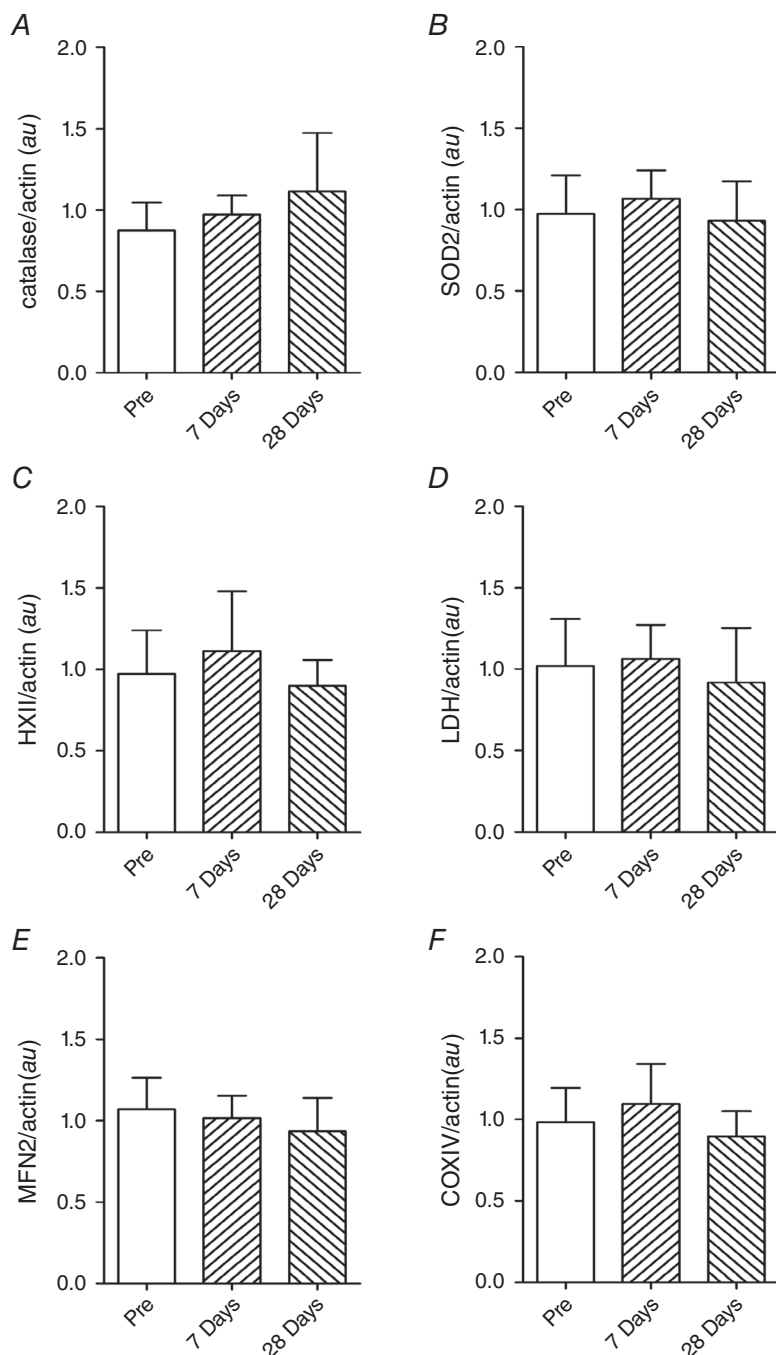 A
catalase/actin (au)
2.0
1.5
1.0
0.5
0.0
Pre
7 Days
28 Days
B
SOD2/actin (au)
2.0
1.5
1.0
0.5
0.0
Pre
7 Days
28 Days
C
HXII/actin (au)
2.0
1.5
1.0
0.5
0.0
Pre
7 Days
28 Days
D
LDH/actin(au)
2.0
1.5
1.0
0.5
0.0
Pre
7 Days
28 Days
E
MFN2/actin(au)
2.0
1.5
1.0
0.5
0.0
Pre
7 Days
28 Days
F
COXIV/actin(au)
2.0
1.5
1.0
0.5
0.0
Pre
7 Days
28 Days